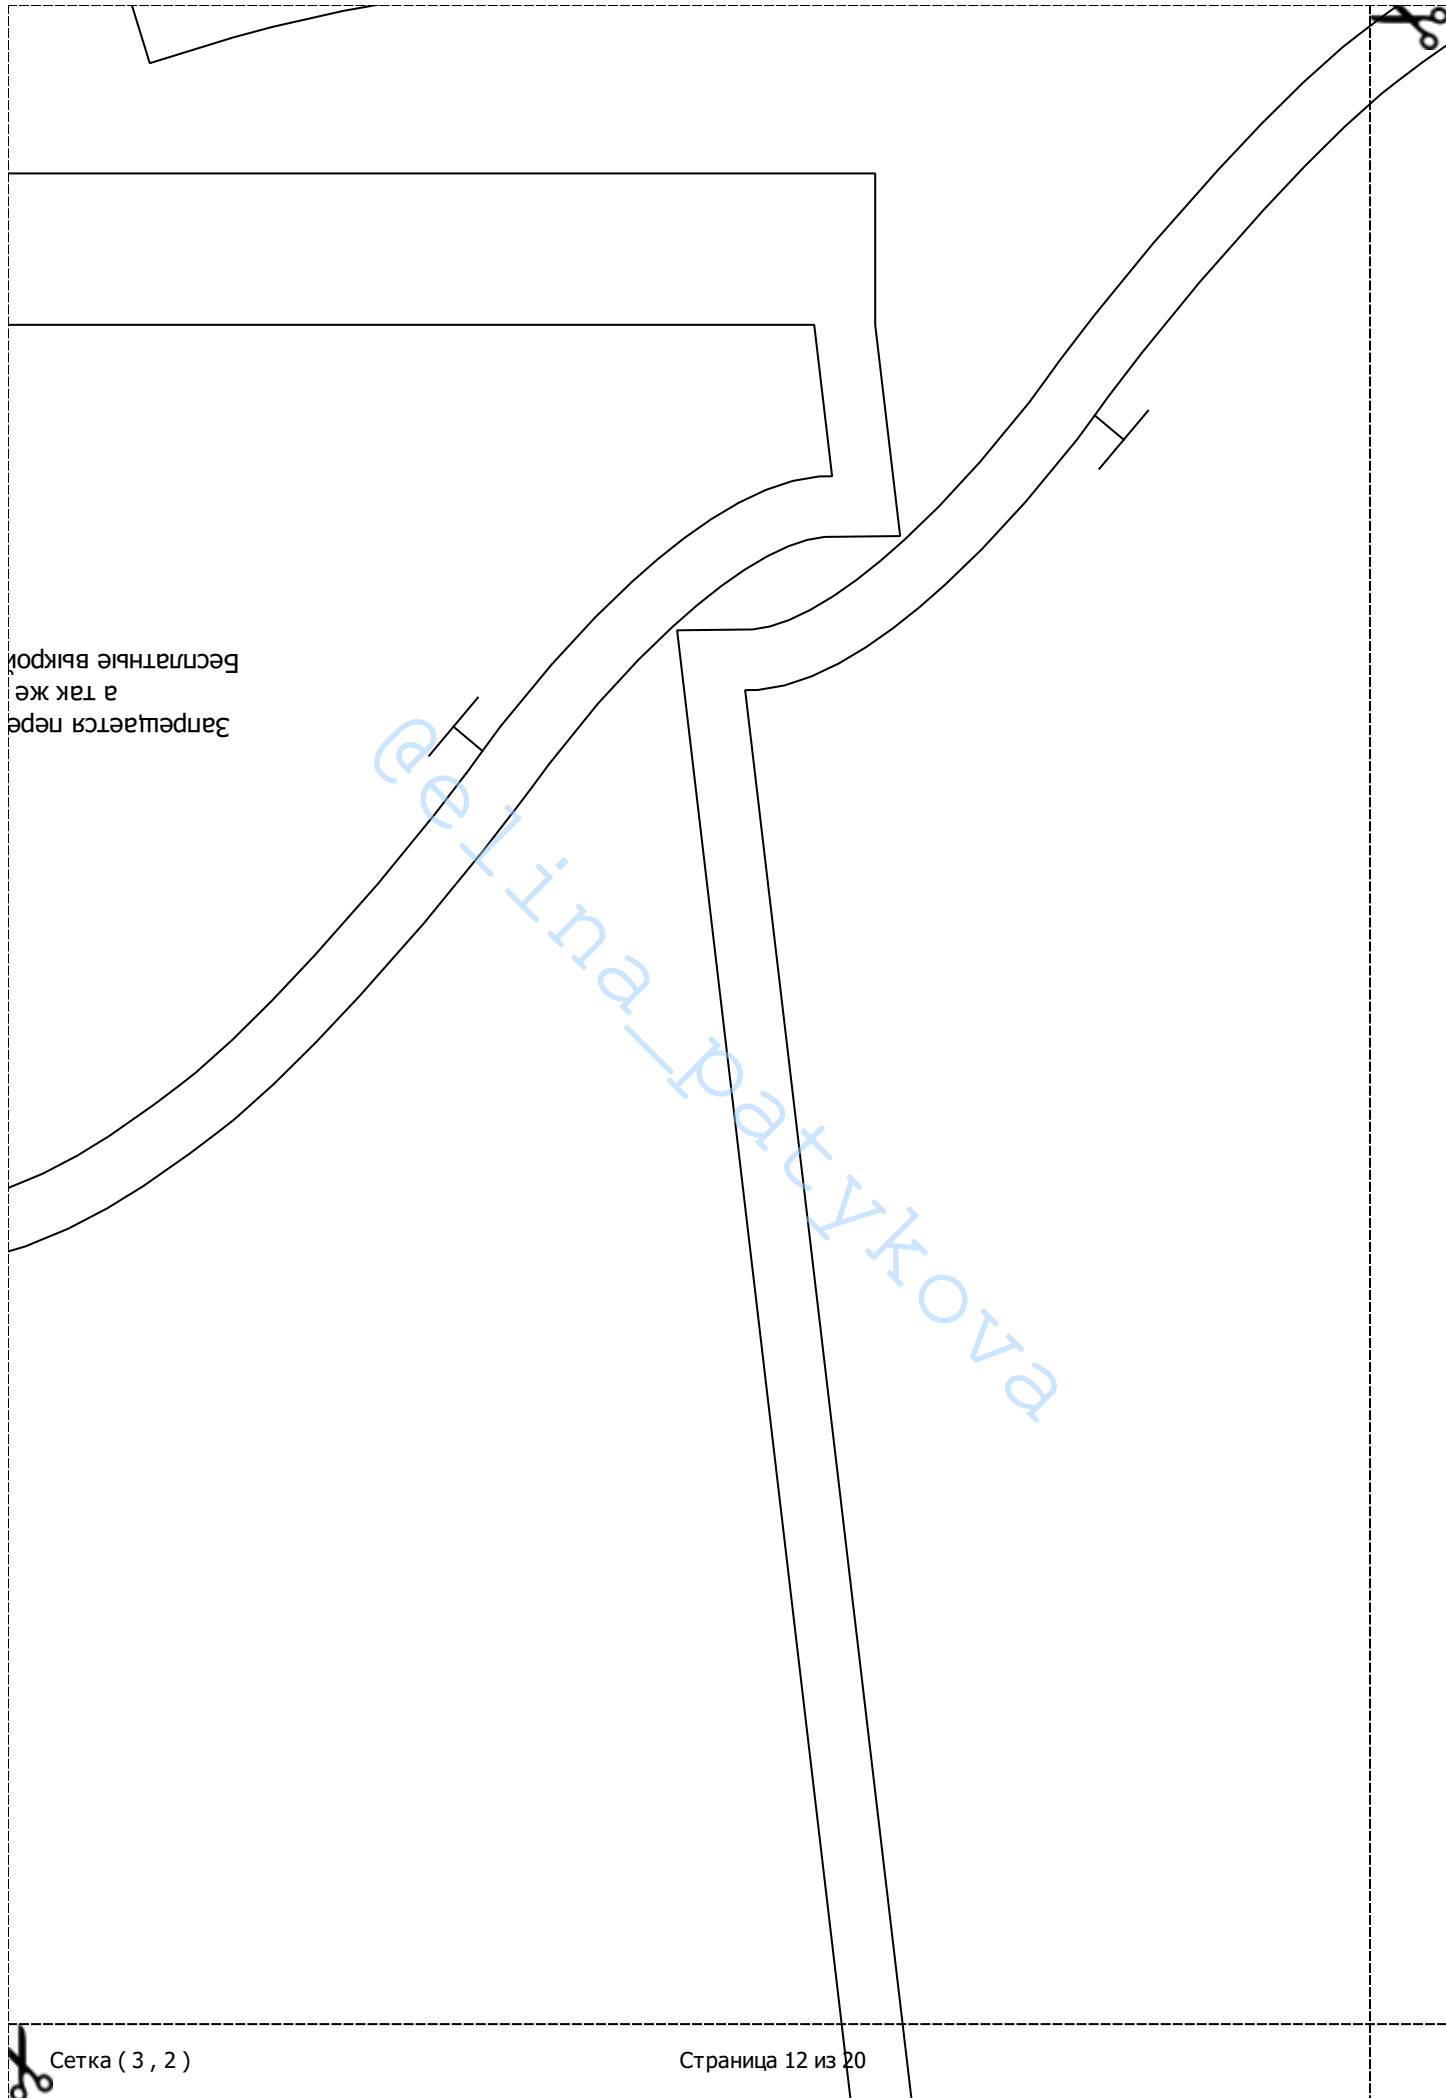 Запрещается пере
а так же
Бесплатные выкрой
@elina_patykova
Сетка ( 3 , 2 )
Страница 12 из 20